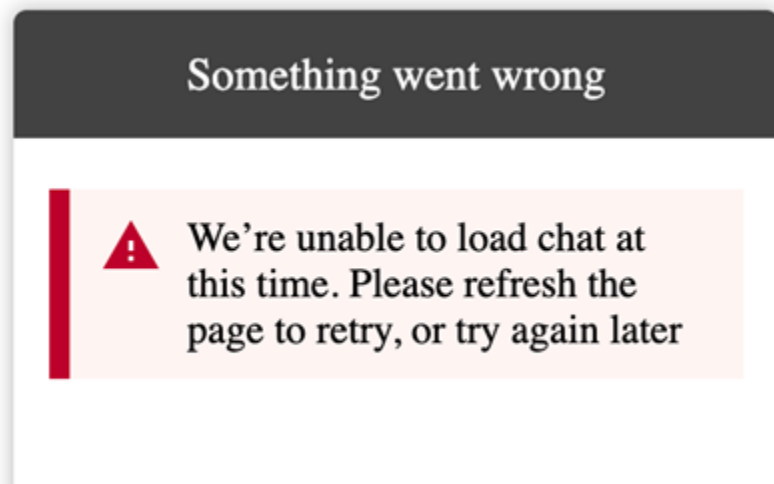 Something went wrong
We’re unable to load chat at
this time. Please refresh the
page to retry, or try again later